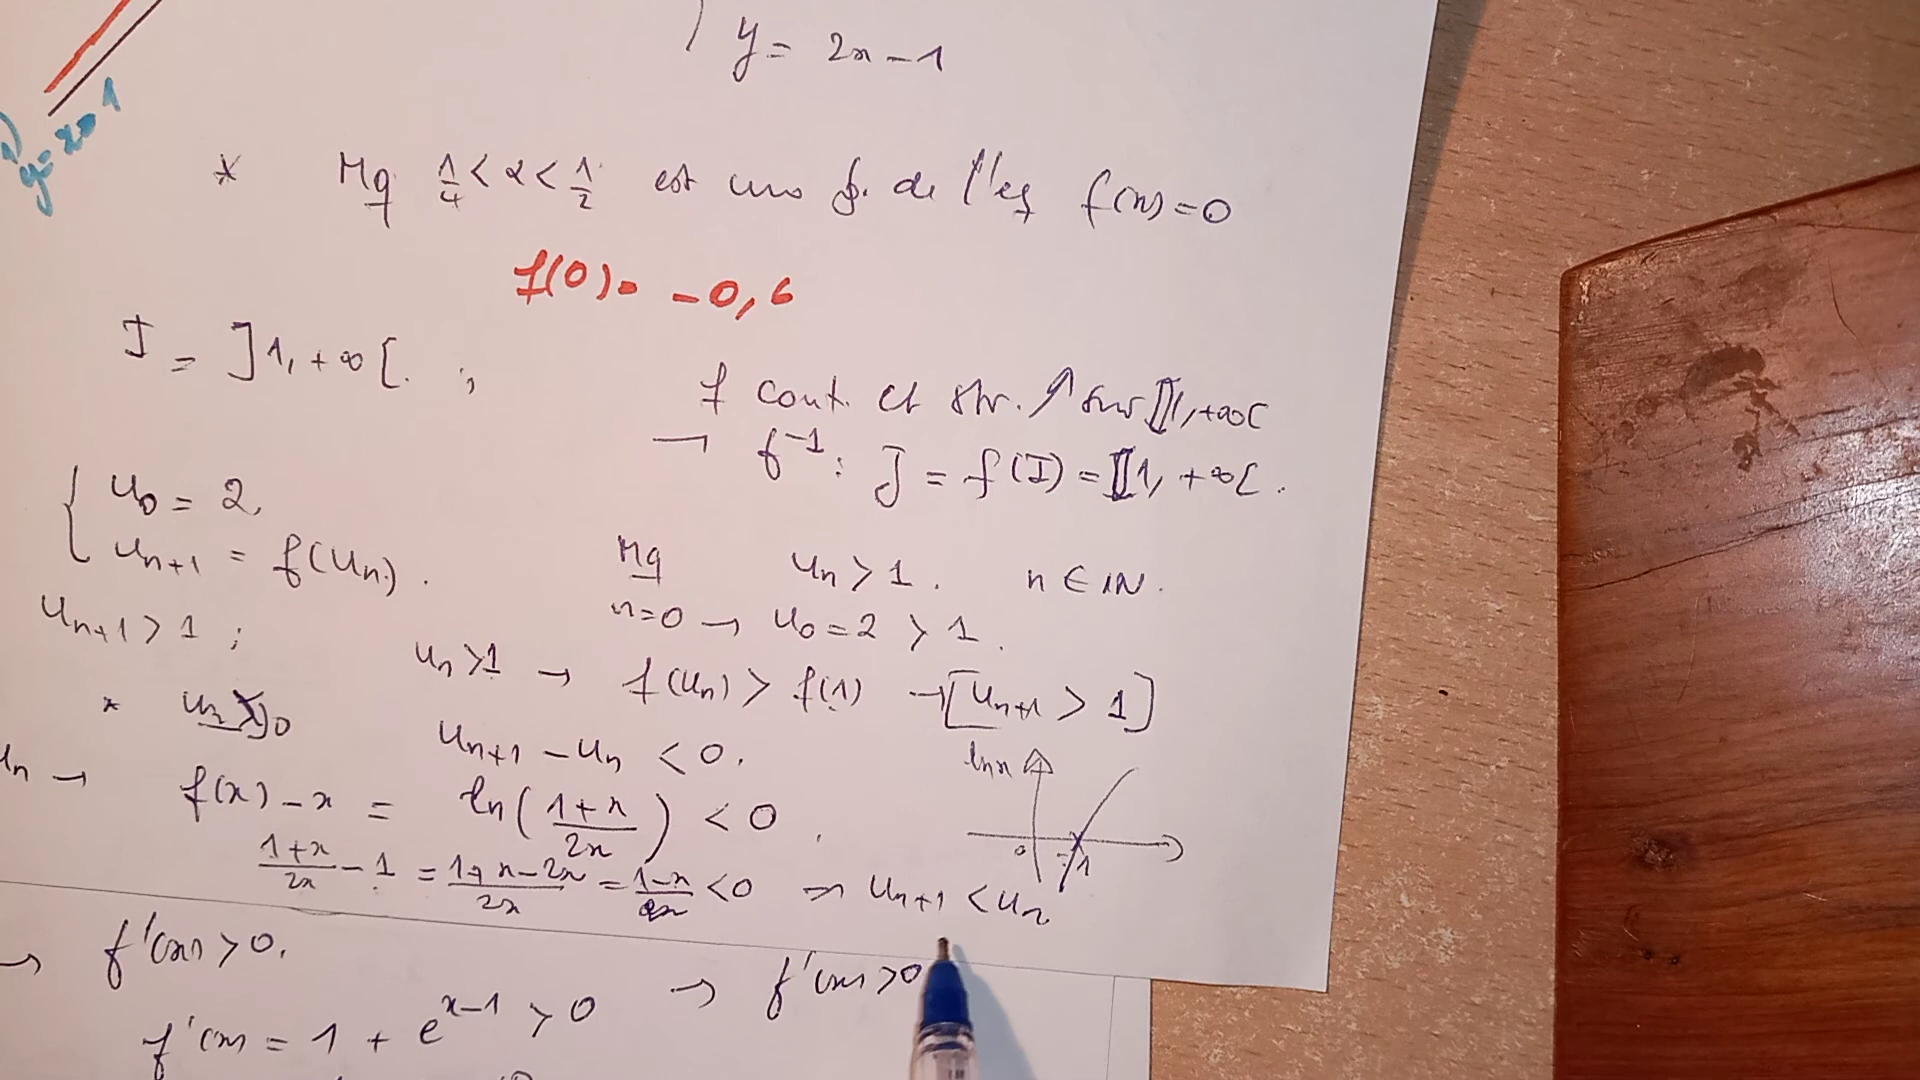 y = 2x - 1
y = 2x - 1
* Mq 1/4 < α < 1/2 est une s. de l'eq f(x) = 0
f(0) = -0,6
I = ]1, +∞[ ;
f cont. et str. ↑ sur [1, +∞[
→ f⁻¹ : J = f(I) = [1, +∞[.
{ u₀ = 2,
uₙ₊₁ = f(uₙ).
Mq uₙ > 1. n ∈ IN.
n=0 → u₀ = 2 > 1.
uₙ₊₁ > 1 ;
uₙ > 1 → f(uₙ) > f(1) → [uₙ₊₁ > 1]
* uₙ ↘
uₙ₊₁ - uₙ < 0.
uₙ → f(x) - x = ln((1+x)/2x) < 0.
ln x
0 1
(1+x)/2x - 1 = (1+x-2x)/2x = (1-x)/2x < 0 ⇒ uₙ₊₁ < uₙ
→ f'(x) > 0.
→ f'(x) > 0
f'(x) = 1 + e^(x-1) > 0